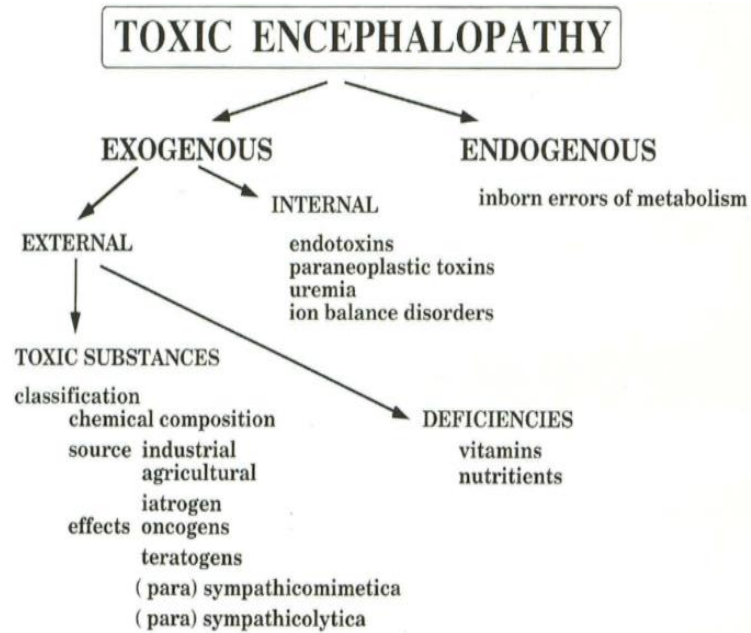 TOXIC ENCEPHALOPATHY
EXOGENOUS
ENDOGENOUS
inborn errors of metabolism
INTERNAL
endotoxins
paraneoplastic toxins
uremia
ion balance disorders
EXTERNAL
TOXIC SUBSTANCES
classification
chemical composition
source industrial
agricultural
iatrogen
effects oncogens
teratogens
( para) sympathicomimetica
( para) sympathicolytica
DEFICIENCIES
vitamins
nutritients